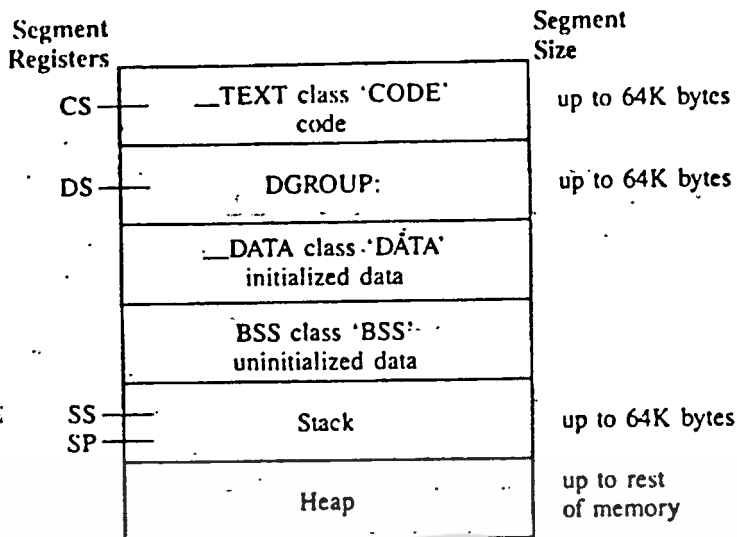 Segment
Registers
Segment
Size
CS
__TEXT class 'CODE'
code
up to 64K bytes
DS
DGROUP:
up to 64K bytes
__DATA class 'DATA'
initialized data
BSS class 'BSS'
uninitialized data
SS
SP
Stack
up to 64K bytes
Heap
up to rest
of memory